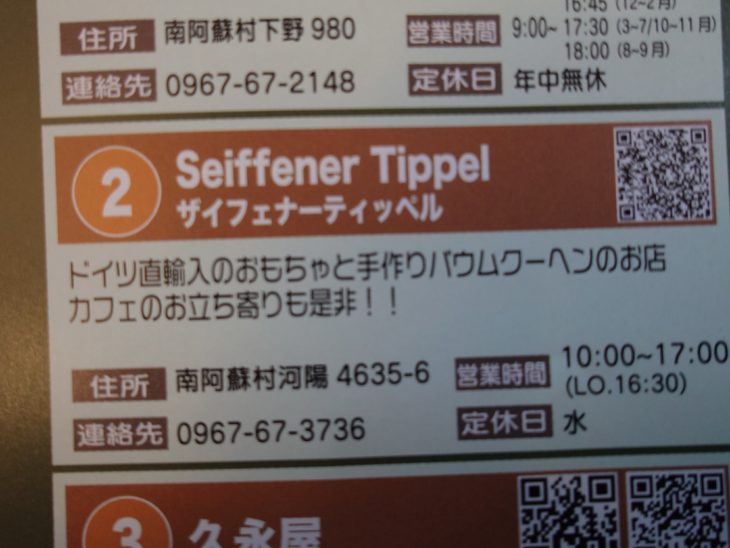 16:45 (12~2月)
住所 南阿蘇村下野 980 営業時間 9:00~ 17:30 (3~7/10~11月)
18:00 (8~9月)
連絡先 0967-67-2148 定休日 年中無休
2 Seiffener Tippel
ザイフェナーティッペル
ドイツ直輸入のおもちゃと手作りバウムクーヘンのお店
カフェのお立ち寄りも是非!!
住所 南阿蘇村河陽 4635-6 営業時間 10:00~17:00
(LO.16:30)
連絡先 0967-67-3736 定休日 水
3 久永屋